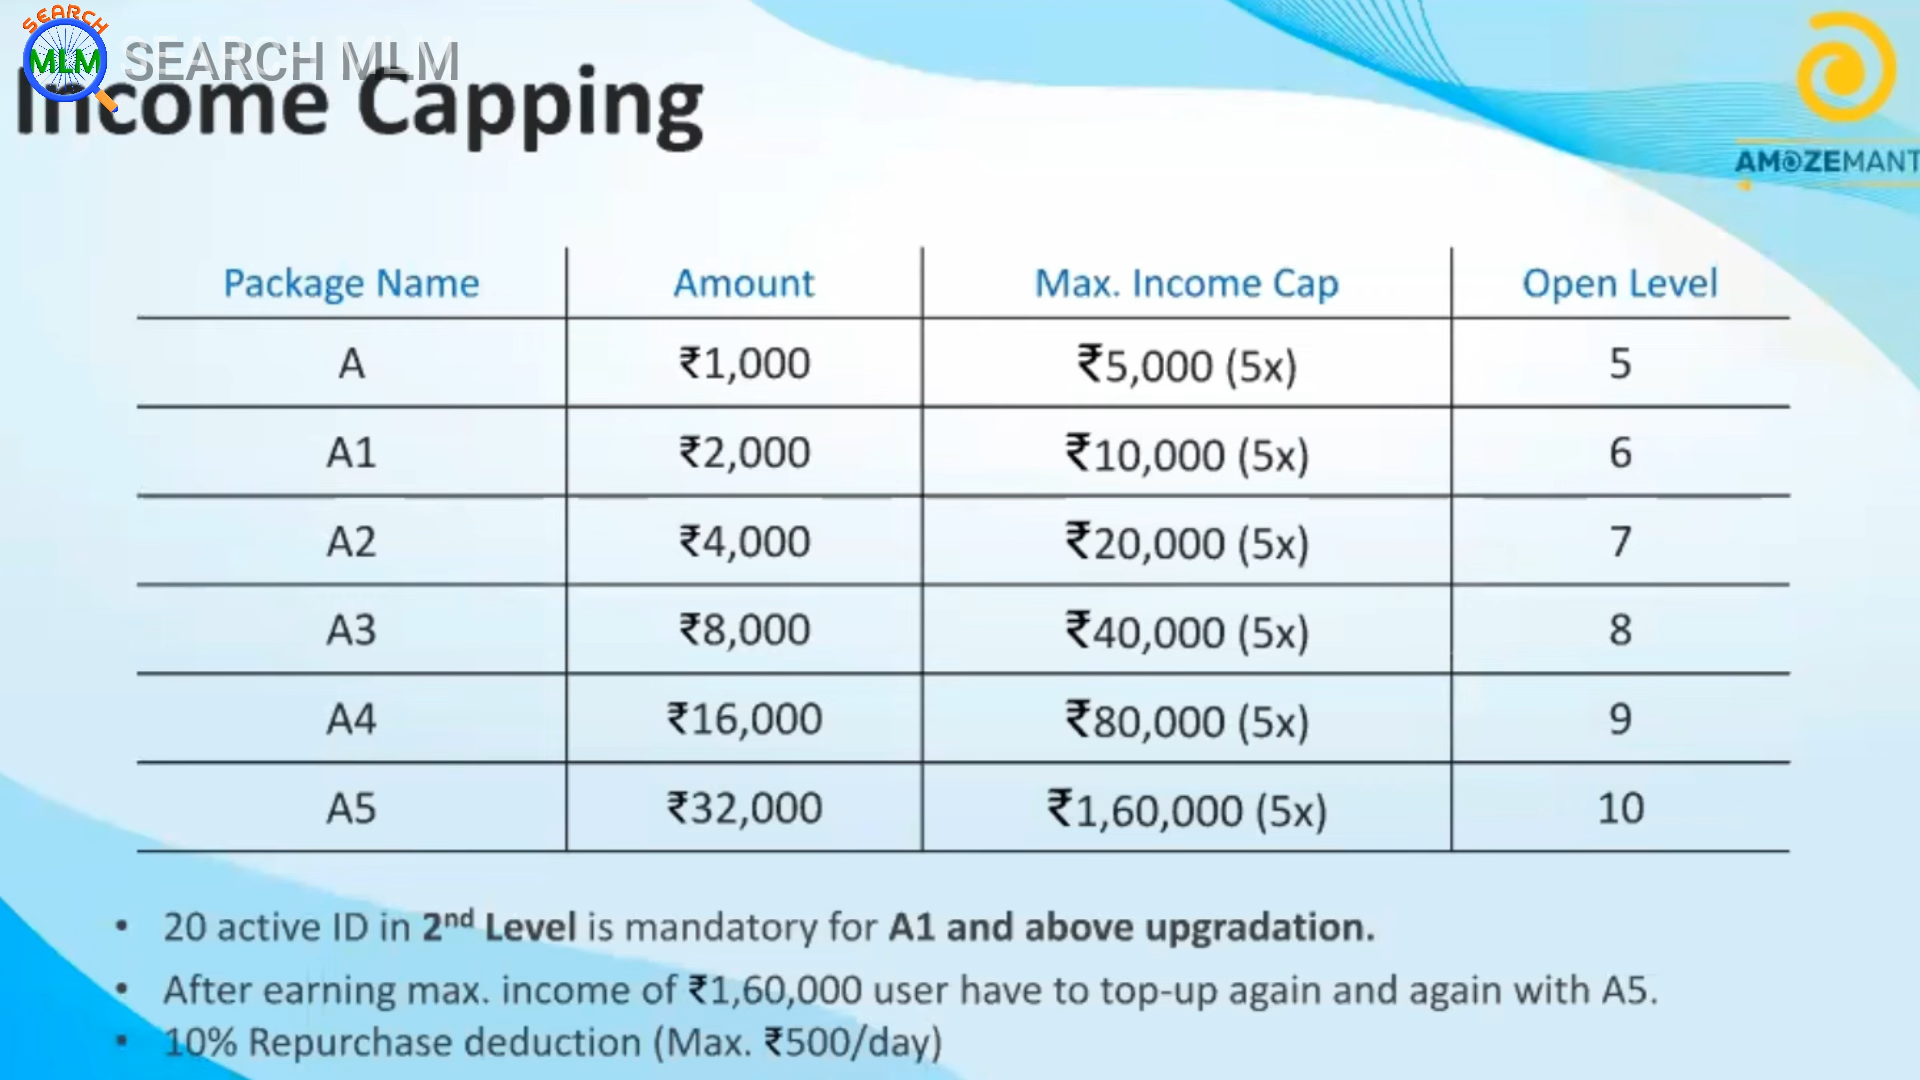 SEARCH
MLM
SEARCH MLM
Income Capping
AMAZEMANT
Package Name Amount Max. Income Cap Open Level
A ₹1,000 ₹5,000 (5x) 5
A1 ₹2,000 ₹10,000 (5x) 6
A2 ₹4,000 ₹20,000 (5x) 7
A3 ₹8,000 ₹40,000 (5x) 8
A4 ₹16,000 ₹80,000 (5x) 9
A5 ₹32,000 ₹1,60,000 (5x) 10
• 20 active ID in 2nd Level is mandatory for A1 and above upgradation.
• After earning max. income of ₹1,60,000 user have to top-up again and again with A5.
• 10% Repurchase deduction (Max. ₹500/day)